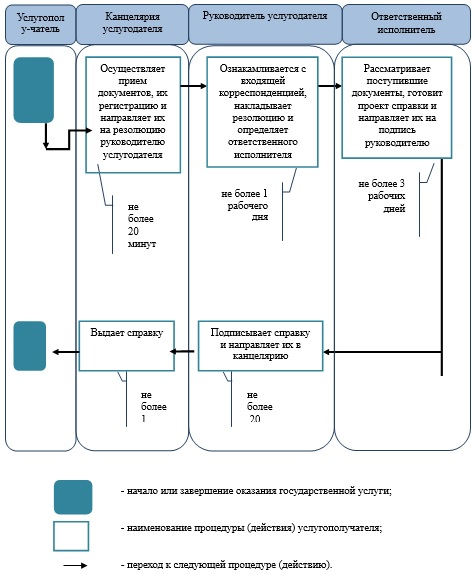 Услугопол
у-чатель
Канцелярия
услугодателя
Руководитель услугодателя
Ответственный
исполнитель
Осуществляет
прием
документов, их
регистрацию и
направляет их
на резолюцию
руководителю
услугодателя
Ознакамливается с
входящей
корреспонденцией,
накладывает
резолюцию и
определяет
ответственного
исполнителя
Рассматривает
поступившие
документы, готовит
проект справки и
направляет их на
подпись
руководителю
не
более
20
минут
не более 1
рабочего
дня
не более 3
рабочих
дней
Выдает справку
Подписывает справку
и направляет их в
канцелярию
не
более
1
не
более
20
- начало или завершение оказания государственной услуги;
- наименование процедуры (действия) услугополучателя;
- переход к следующей процедуре (действию).